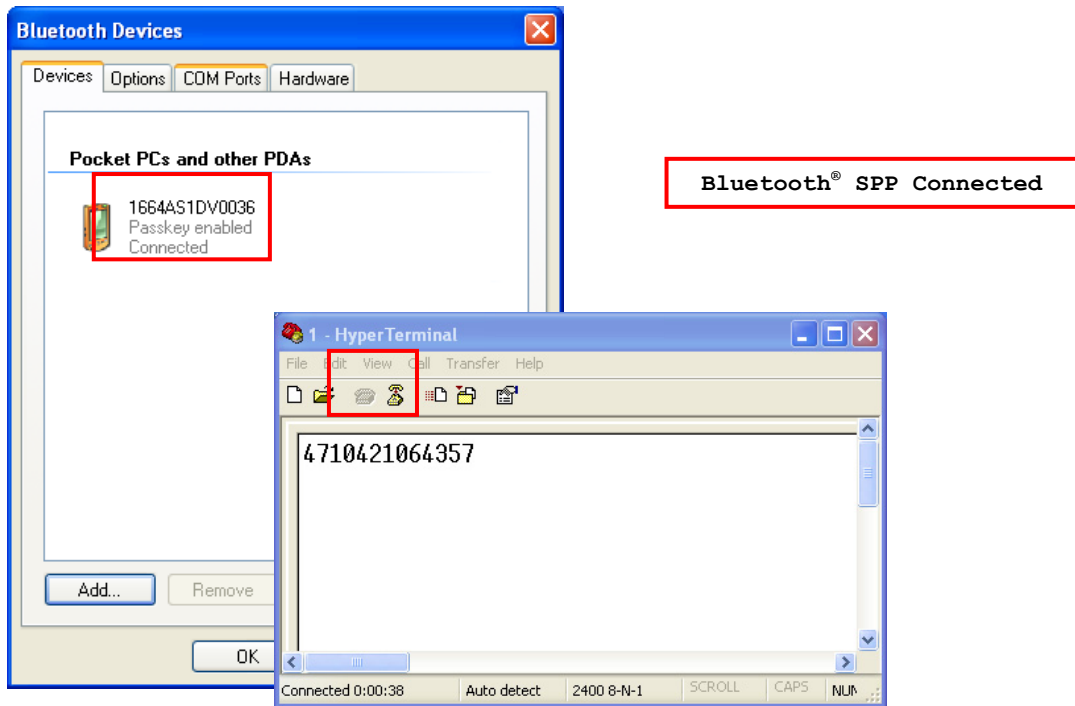 Bluetooth Devices
Devices Options COM Ports Hardware
Pocket PCs and other PDAs
1664AS1DV0036
Passkey enabled
Connected
Add... Remove
OK
Bluetooth® SPP Connected
1 - HyperTerminal
File Edit View Call Transfer Help
4710421064357
Connected 0:00:38 Auto detect 2400 8-N-1 SCROLL CAPS NUM